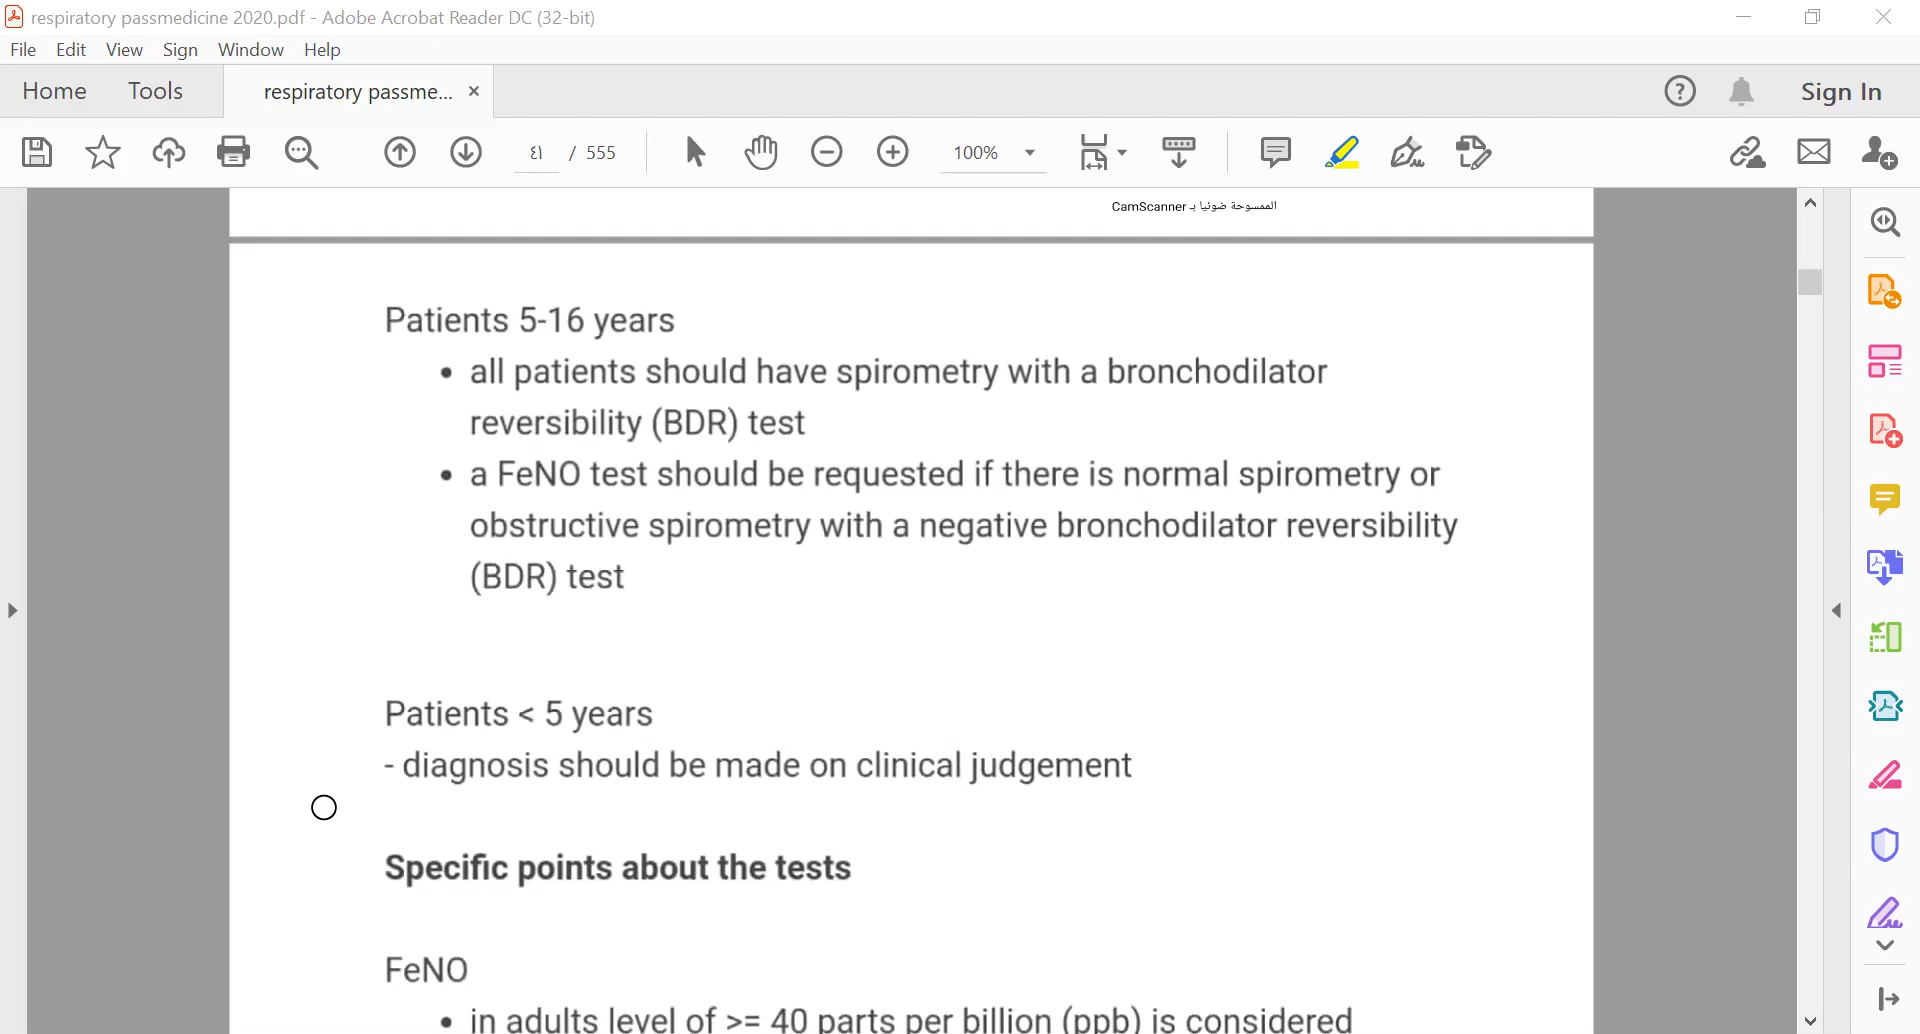 respiratory passmedicine 2020.pdf - Adobe Acrobat Reader DC (32-bit)
File Edit View Sign Window Help
Home Tools respiratory passme... Sign In
٤١ / 555 100%
الممسوحة ضوئيا بـ CamScanner
Patients 5-16 years
• all patients should have spirometry with a bronchodilator
reversibility (BDR) test
• a FeNO test should be requested if there is normal spirometry or
obstructive spirometry with a negative bronchodilator reversibility
(BDR) test
Patients < 5 years
- diagnosis should be made on clinical judgement
Specific points about the tests
FeNO
• in adults level of >= 40 parts per billion (ppb) is considered